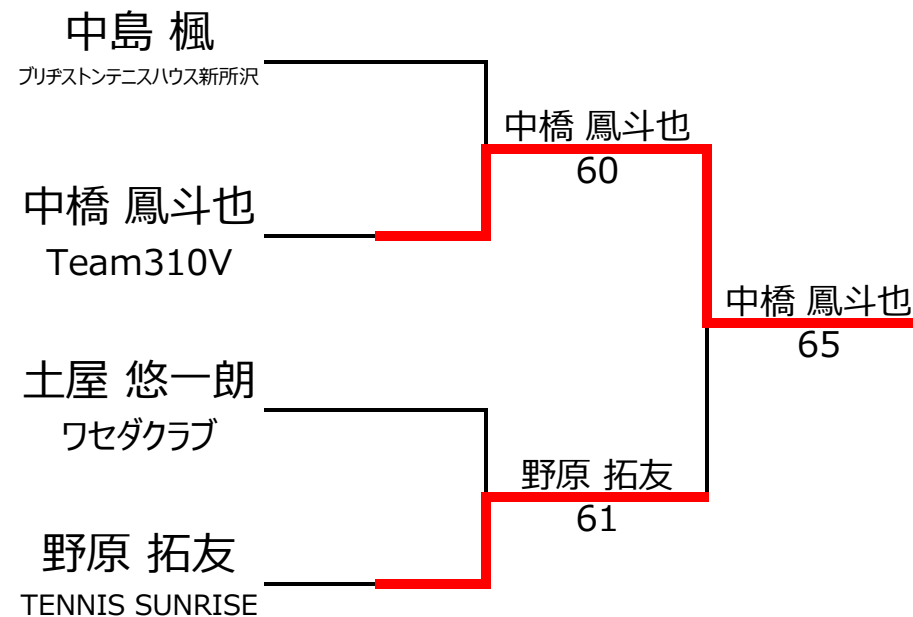 中島 楓
ブリヂストンテニスハウス新所沢
中橋 鳳斗也
60
中橋 鳳斗也
Team310V
中橋 鳳斗也
65
土屋 悠一朗
ワセダクラブ
野原 拓友
61
野原 拓友
TENNIS SUNRISE